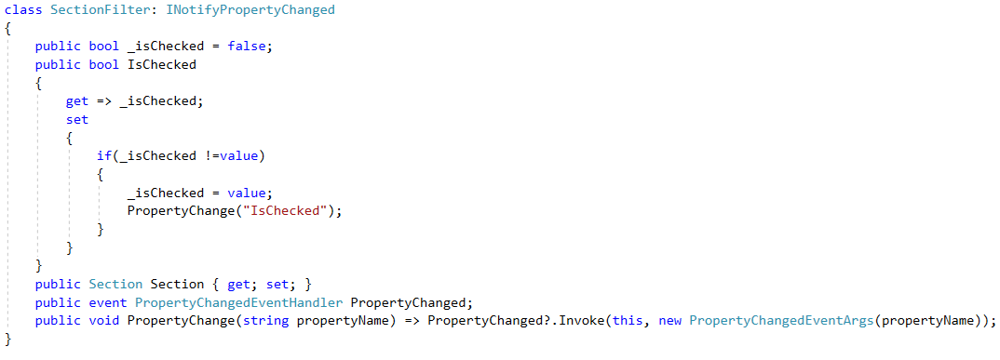 class SectionFilter: INotifyPropertyChanged
{
    public bool _isChecked = false;
    public bool IsChecked
    {
        get => _isChecked;
        set
        {
            if(_isChecked !=value)
            {
                _isChecked = value;
                PropertyChange("IsChecked");
            }
        }
    }
    public Section Section { get; set; }
    public event PropertyChangedEventHandler PropertyChanged;
    public void PropertyChange(string propertyName) => PropertyChanged?.Invoke(this, new PropertyChangedEventArgs(propertyName));
}